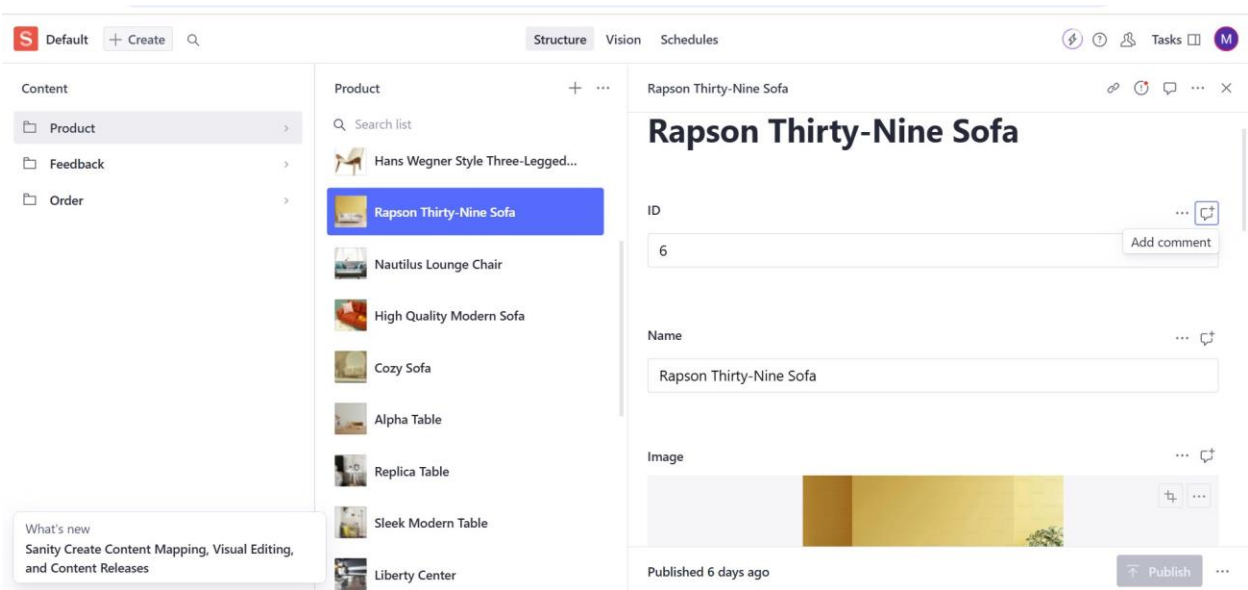 S Default + Create
Structure Vision Schedules
Tasks M
Content
Product
Feedback
Order
What's new
Sanity Create Content Mapping, Visual Editing,
and Content Releases
Product
Search list
Hans Wegner Style Three-Legged...
Rapson Thirty-Nine Sofa
Nautilus Lounge Chair
High Quality Modern Sofa
Cozy Sofa
Alpha Table
Replica Table
Sleek Modern Table
Liberty Center
Rapson Thirty-Nine Sofa
Rapson Thirty-Nine Sofa
ID
Add comment
6
Name
Rapson Thirty-Nine Sofa
Image
Published 6 days ago
Publish